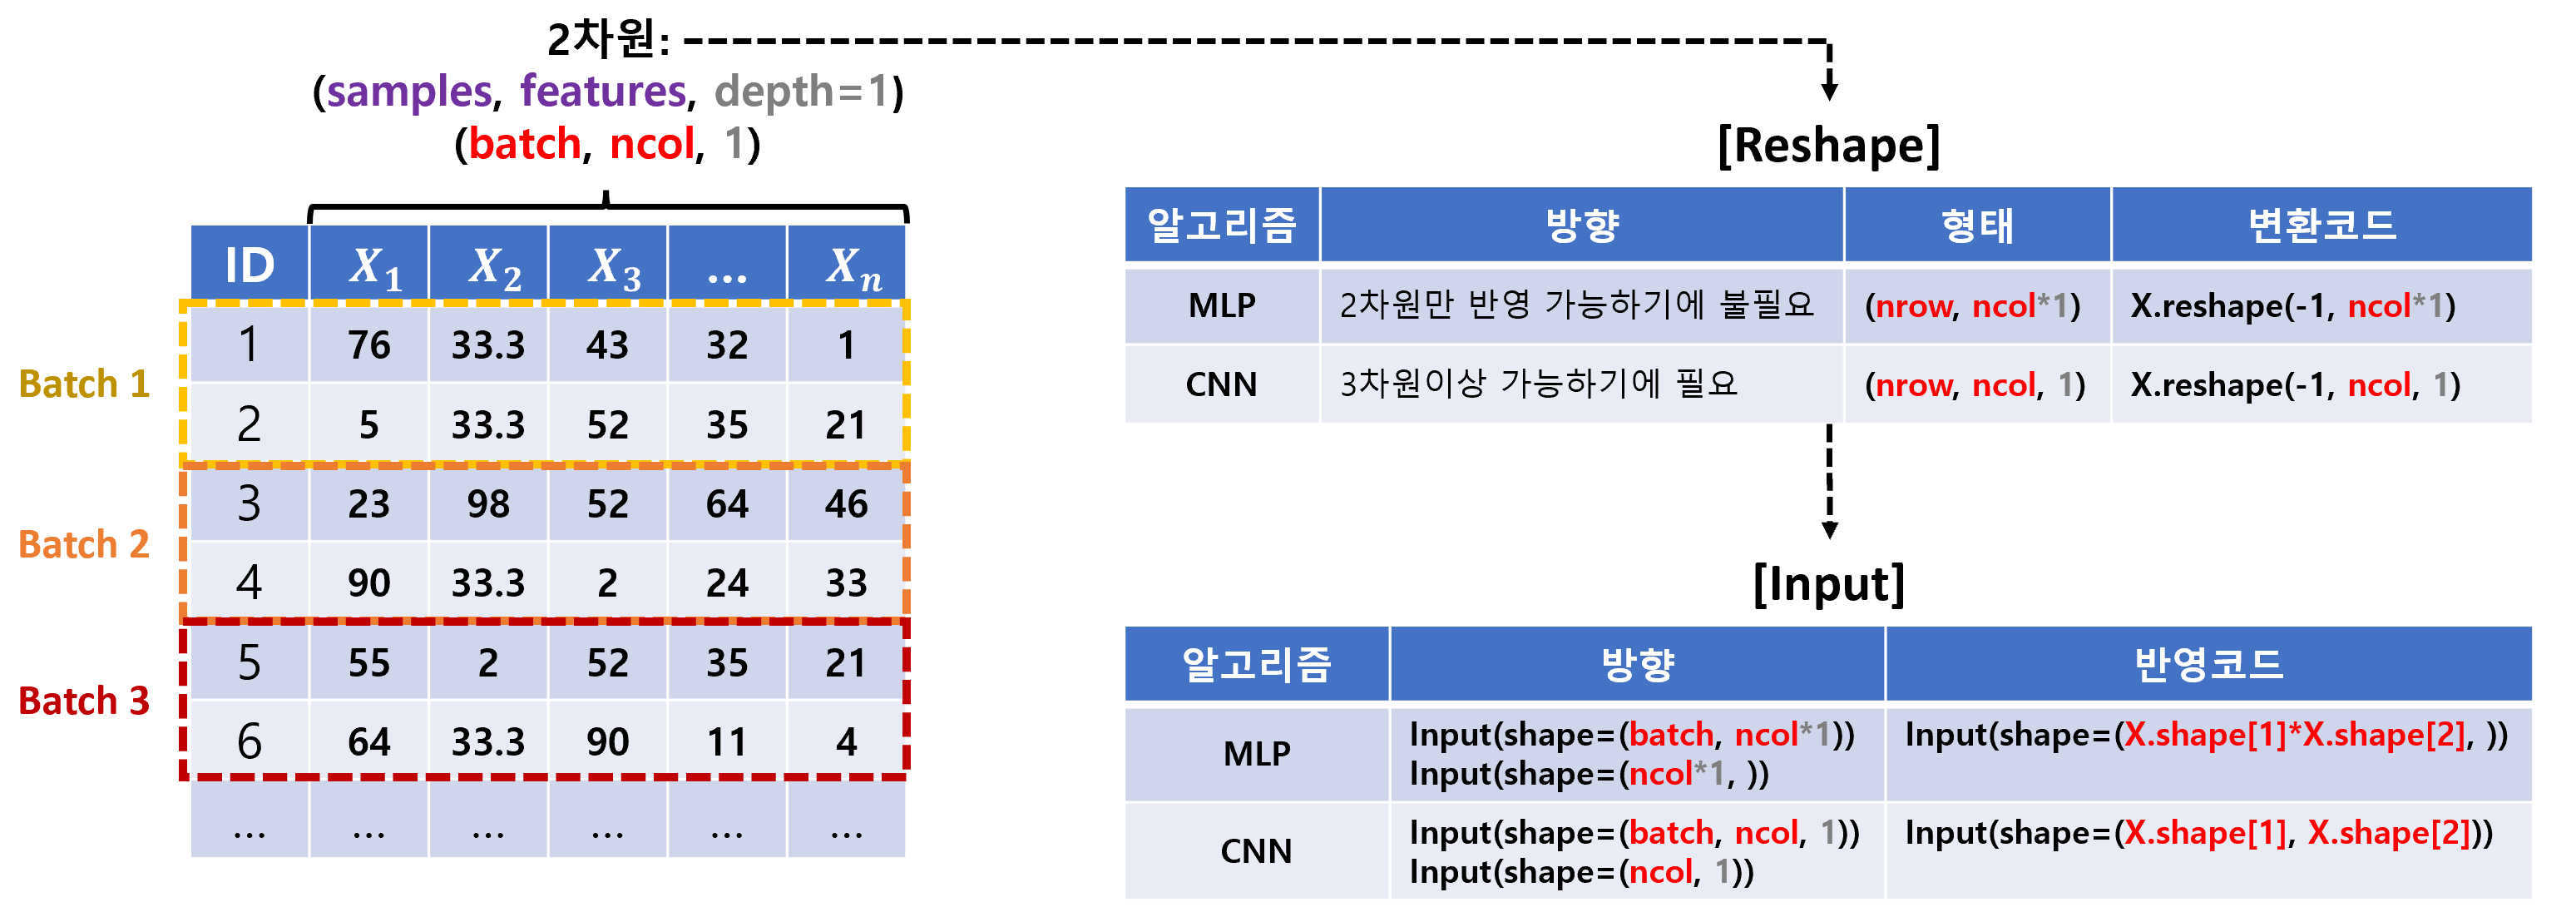 2차원:
(samples, features, depth=1)
(batch, ncol, 1)
ID X1 X2 X3 ... Xn
Batch 1
1 76 33.3 43 32 1
2 5 33.3 52 35 21
Batch 2
3 23 98 52 64 46
4 90 33.3 2 24 33
Batch 3
5 55 2 52 35 21
6 64 33.3 90 11 4
... ... ... ... ... ...
[Reshape]
알고리즘 방향 형태 변환코드
MLP 2차원만 반영 가능하기에 불필요 (nrow, ncol*1) X.reshape(-1, ncol*1)
CNN 3차원이상 가능하기에 필요 (nrow, ncol, 1) X.reshape(-1, ncol, 1)
[Input]
알고리즘 방향 반영코드
MLP
Input(shape=(batch, ncol*1))
Input(shape=(ncol*1, ))
Input(shape=(X.shape[1]*X.shape[2], ))
CNN
Input(shape=(batch, ncol, 1))
Input(shape=(ncol, 1))
Input(shape=(X.shape[1], X.shape[2]))